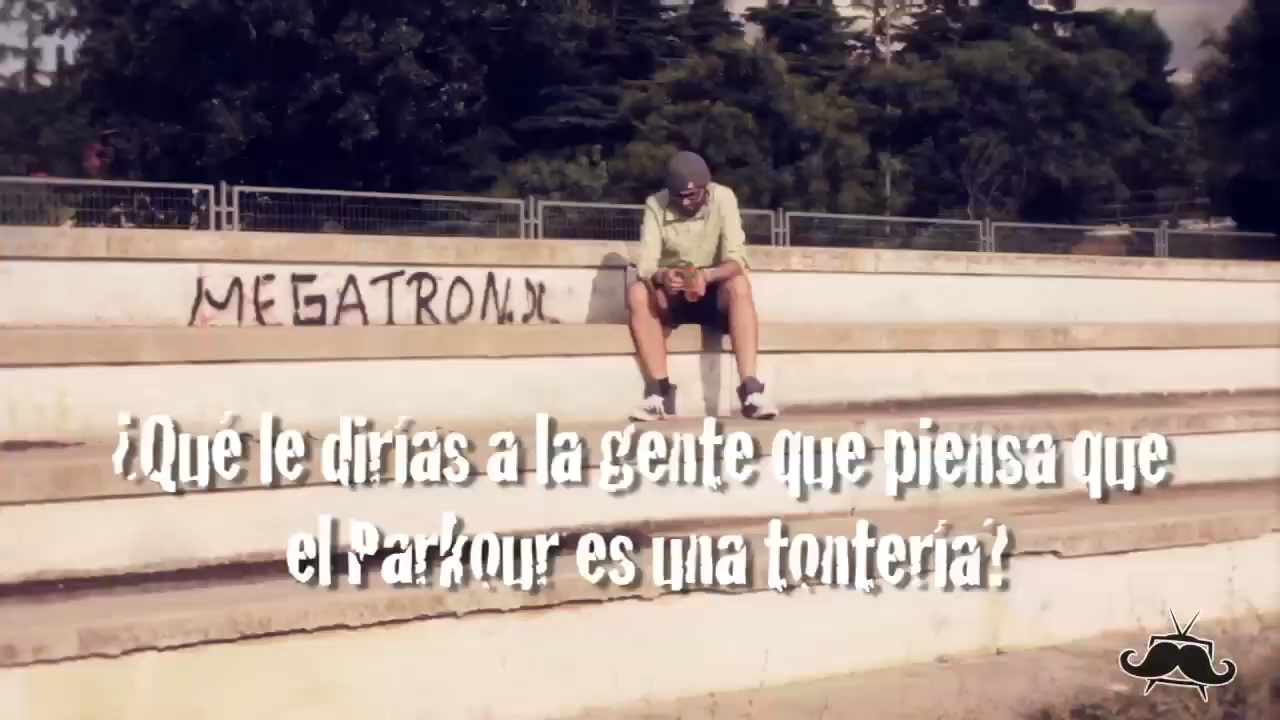 MEGATRON.X
¿Qué le dirías a la gente que piensa que
el Parkour es una tontería?